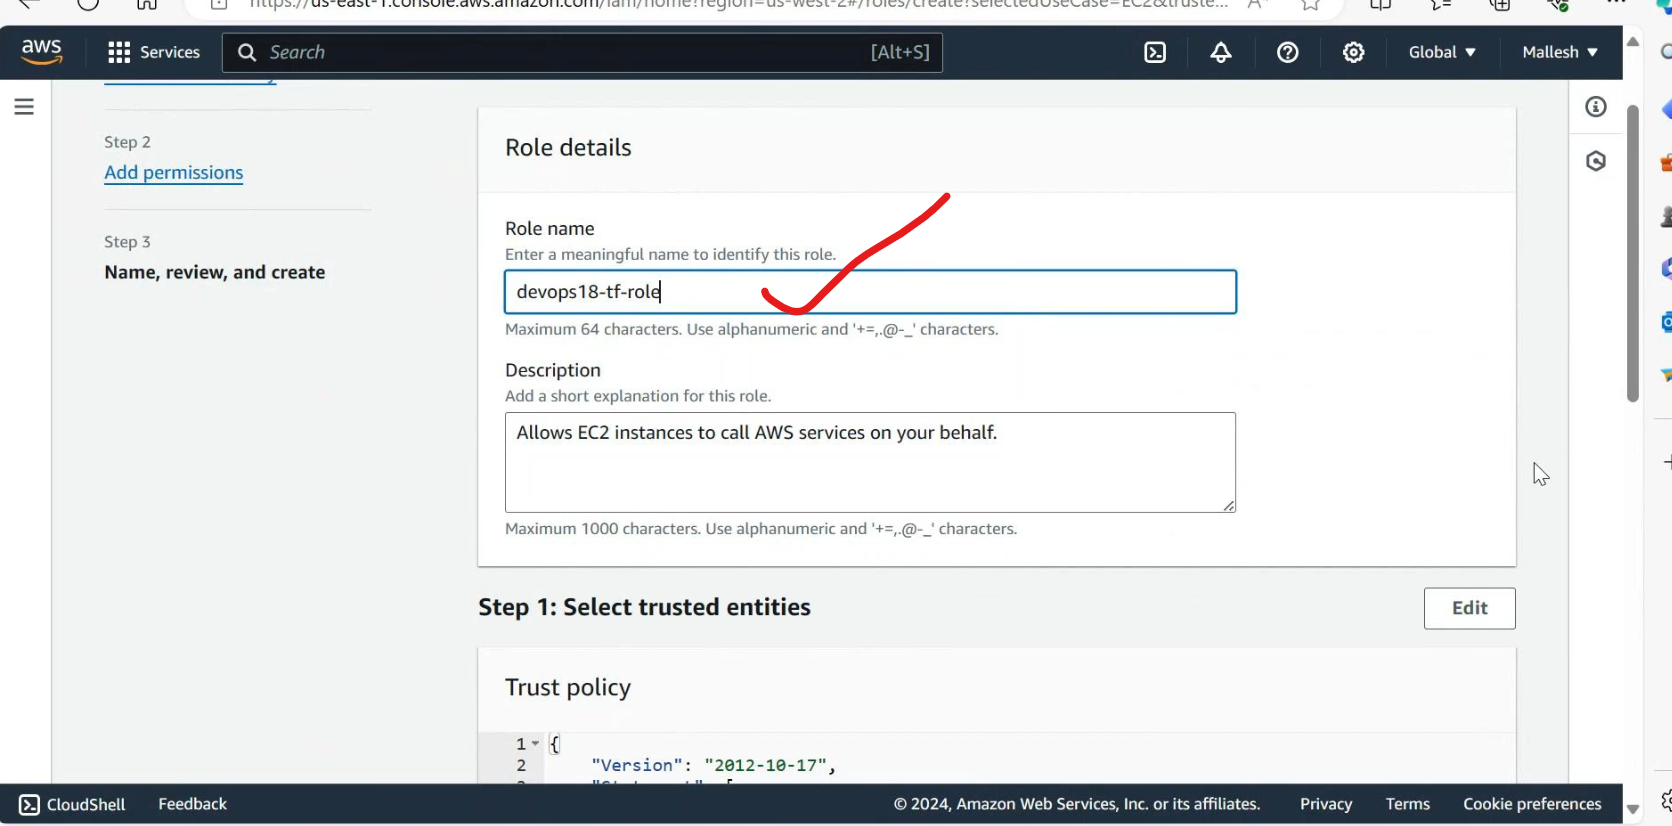 https://us-east-1.console.aws.amazon.com/iam/home?region=us-west-2#/roles/create?selectedUseCase=EC2&truste...
aws
Services
Search
[Alt+S]
Global
Mallesh
Step 2
Add permissions
Step 3
Name, review, and create
Role details
Role name
Enter a meaningful name to identify this role.
devops18-tf-role
Maximum 64 characters. Use alphanumeric and '+=,.@-_' characters.
Description
Add a short explanation for this role.
Allows EC2 instances to call AWS services on your behalf.
Maximum 1000 characters. Use alphanumeric and '+=,.@-_' characters.
Step 1: Select trusted entities
Edit
Trust policy
1 {
2 "Version": "2012-10-17",
CloudShell
Feedback
© 2024, Amazon Web Services, Inc. or its affiliates.
Privacy
Terms
Cookie preferences